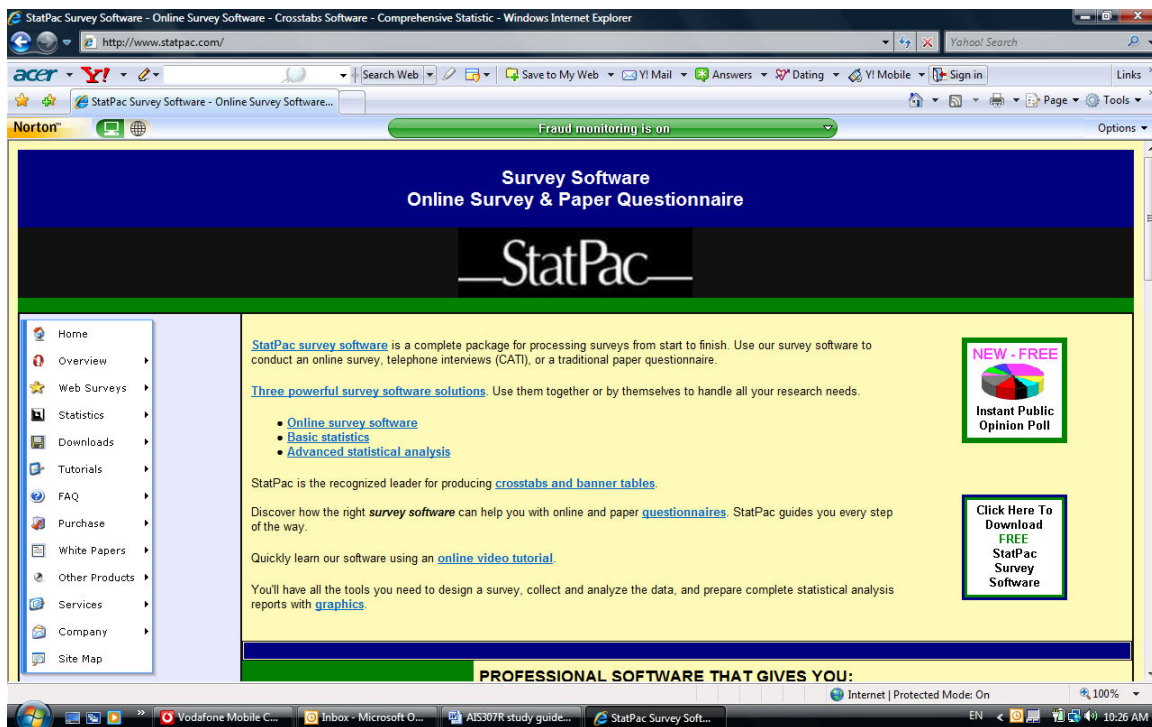 StatPac Survey Software - Online Survey Software - Crosstabs Software - Comprehensive Statistic - Windows Internet Explorer
http://www.statpac.com/
Yahoo! Search
acer Y! Search Web Save to My Web Y! Mail Answers Dating Y! Mobile Sign in Links
StatPac Survey Software - Online Survey Software...
Page Tools
Norton
Fraud monitoring is on
Options
Survey Software
Online Survey & Paper Questionnaire
StatPac
Home
Overview
Web Surveys
Statistics
Downloads
Tutorials
FAQ
Purchase
White Papers
Other Products
Services
Company
Site Map
StatPac survey software is a complete package for processing surveys from start to finish. Use our survey software to
conduct an online survey, telephone interviews (CATI), or a traditional paper questionnaire.
Three powerful survey software solutions. Use them together or by themselves to handle all your research needs.
• Online survey software
• Basic statistics
• Advanced statistical analysis
StatPac is the recognized leader for producing crosstabs and banner tables.
Discover how the right survey software can help you with online and paper questionnaires. StatPac guides you every step
of the way.
Quickly learn our software using an online video tutorial.
You'll have all the tools you need to design a survey, collect and analyze the data, and prepare complete statistical analysis
reports with graphics.
NEW - FREE
Instant Public
Opinion Poll
Click Here To
Download
FREE
StatPac
Survey
Software
PROFESSIONAL SOFTWARE THAT GIVES YOU:
Internet | Protected Mode: On
100%
Vodafone Mobile C...
Inbox - Microsoft O...
AIS307R study guide...
StatPac Survey Soft...
EN
10:26 AM